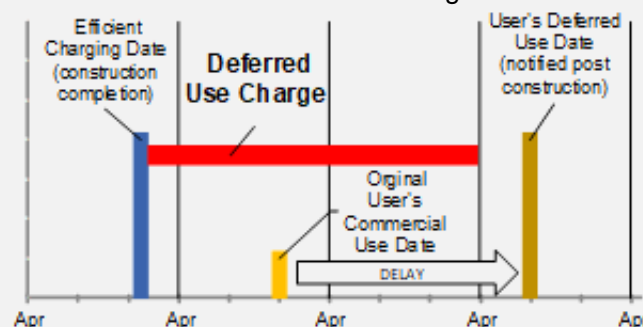 Efficient
Charging Date
(construction
completion)
Deferred
Use Charge
User's Deferred
Use Date
(notified post
construction)
Orginal
User's
Commercial
Use Date
DELAY
Apr
Apr
Apr
Apr